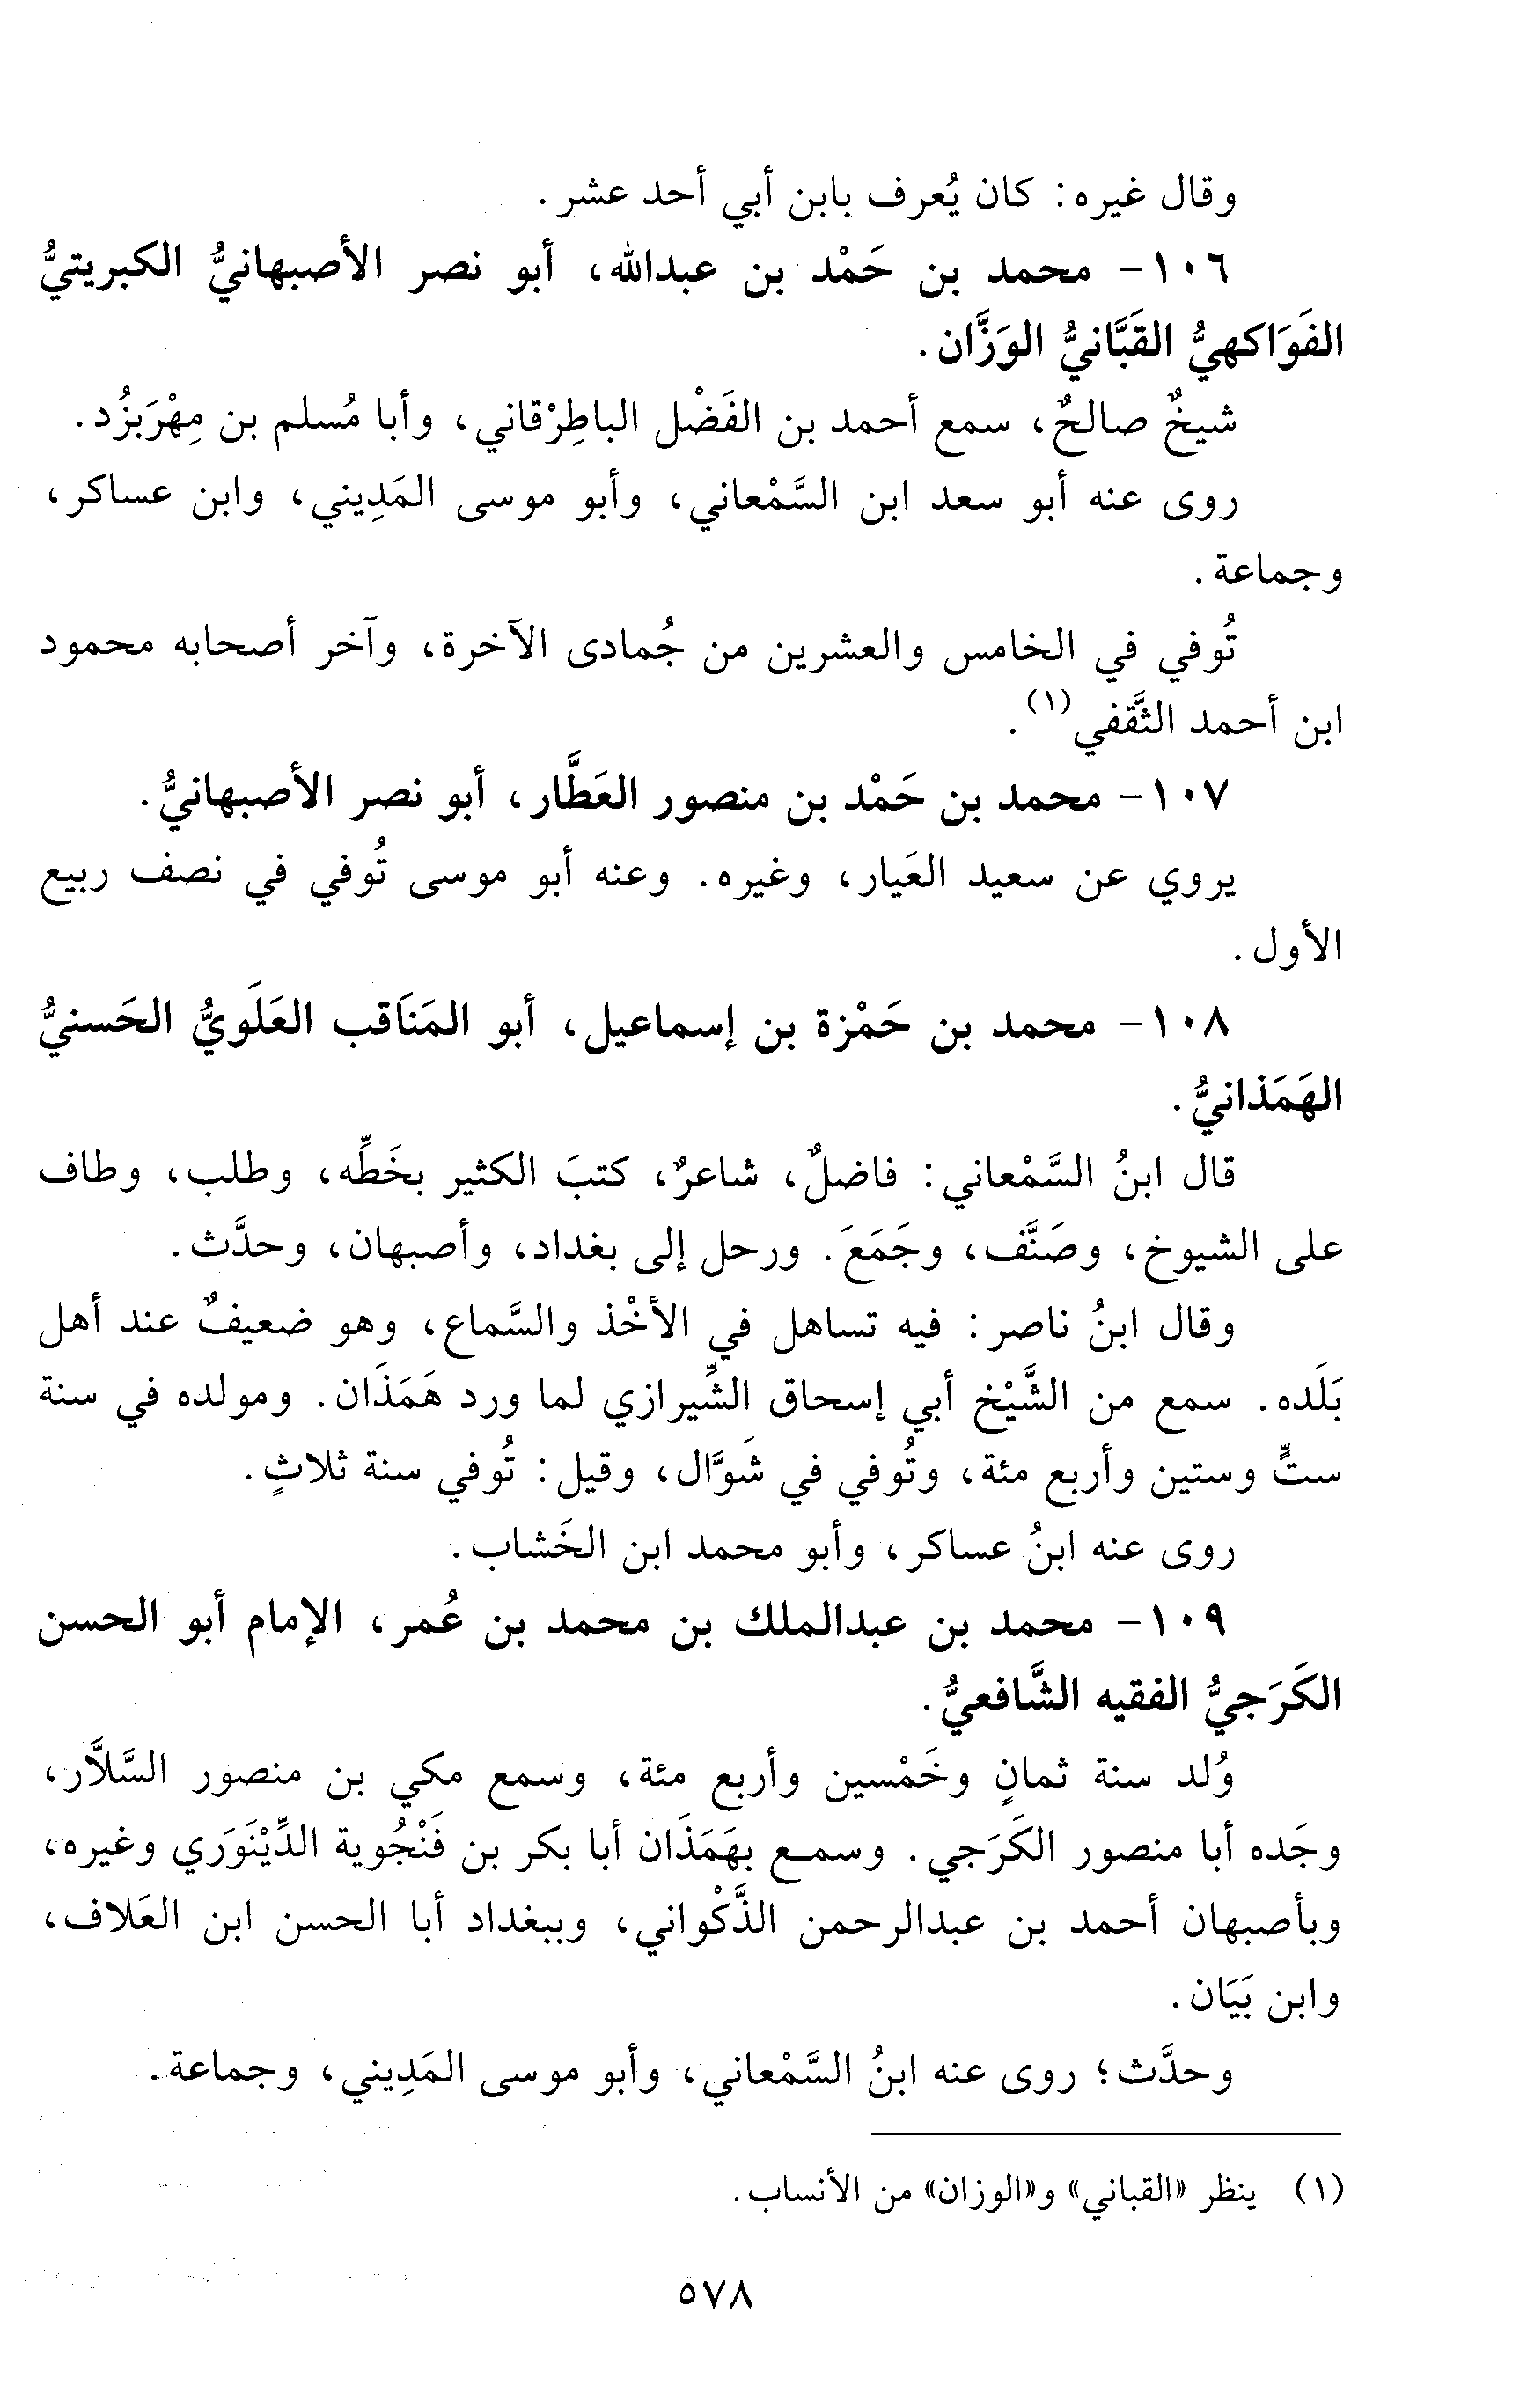 وقال غيره: كان يُعرف بابن أبي أحد عشر.
١٠٦- محمد بن حَمْد بن عبدالله، أبو نصر الأصبهانيُّ الكبريتيُّ
الفَوَاكهيُّ القَبَّانيُّ الوَزَّان.
شيخٌ صالحٌ، سمع أحمد بن الفَضْل الباطِرْقاني، وأبا مُسلم بن مِهْرَبزُد.
روى عنه أبو سعد ابن السَّمْعاني، وأبو موسى المَدِيني، وابن عساكر،
وجماعة.
تُوفي في الخامس والعشرين من جُمادى الآخرة، وآخر أصحابه محمود
ابن أحمد الثَّقفي(١).
١٠٧- محمد بن حَمْد بن منصور العَطَّار، أبو نصر الأصبهانيُّ.
يروي عن سعيد العَيار، وغيره. وعنه أبو موسى تُوفي في نصف ربيع
الأول.
١٠٨- محمد بن حَمْزة بن إسماعيل، أبو المَنَاقب العَلَويُّ الحَسنيُّ
الهَمَذانيُّ.
قال ابنُ السَّمْعاني: فاضلٌ، شاعرٌ، كتبَ الكثير بخَطِّه، وطلب، وطاف
على الشيوخ، وصَنَّف، وجَمَعَ. ورحل إلى بغداد، وأصبهان، وحدَّث.
وقال ابنُ ناصر: فيه تساهل في الأخْذ والسَّماع، وهو ضعيفٌ عند أهل
بَلَده. سمع من الشَّيْخ أبي إسحاق الشِّيرازي لما ورد هَمَذَان. ومولده في سنة
ستٍّ وستين وأربع مئة، وتُوفي في شَوَّال، وقيل: تُوفي سنة ثلاثٍ.
روى عنه ابنُ عساكر، وأبو محمد ابن الخَشاب.
١٠٩- محمد بن عبدالملك بن محمد بن عُمر، الإمام أبو الحسن
الكَرَجيُّ الفقيه الشَّافعيُّ.
وُلد سنة ثمانٍ وخَمْسين وأربع مئة، وسمع مكي بن منصور السَّلاَّر،
وجَده أبا منصور الكَرَجي. وسمع بهَمَذَان أبا بكر بن فَنْجُوية الدِّيْنَوَري وغيره،
وبأصبهان أحمد بن عبدالرحمن الذَّكْواني، وببغداد أبا الحسن ابن العَلاف،
وابن بَيَان.
وحدَّث؛ روى عنه ابنُ السَّمْعاني، وأبو موسى المَدِيني، وجماعة.
(١) ينظر «القباني» و«الوزان» من الأنساب.
٥٧٨